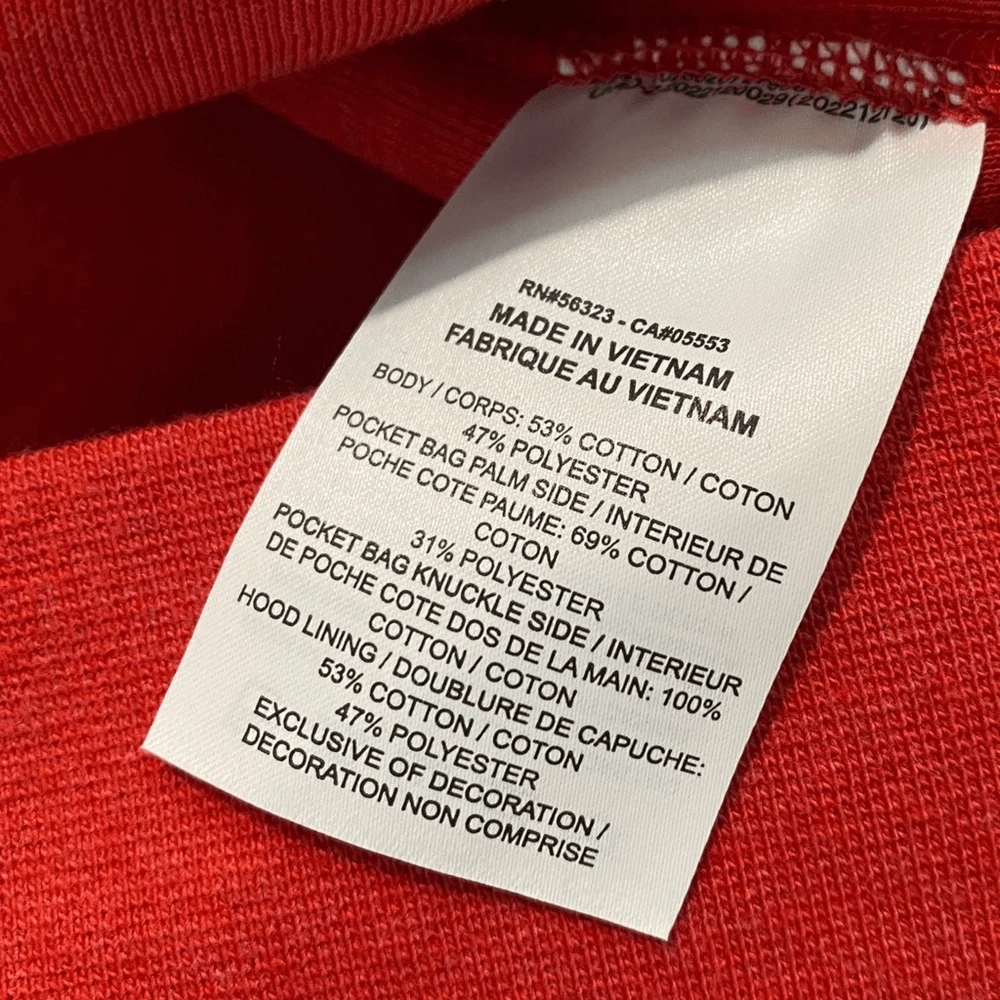 RN#56323 - CA#05553
MADE IN VIETNAM
FABRIQUE AU VIETNAM
BODY / CORPS: 53% COTTON / COTON
47% POLYESTER
POCKET BAG PALM SIDE / INTERIEUR DE
POCHE COTE PAUME: 69% COTTON /
COTON
31% POLYESTER
POCKET BAG KNUCKLE SIDE / INTERIEUR
DE POCHE COTE DOS DE LA MAIN: 100%
COTTON / COTON
HOOD LINING / DOUBLURE DE CAPUCHE:
53% COTTON / COTON
47% POLYESTER
EXCLUSIVE OF DECORATION /
DECORATION NON COMPRISE